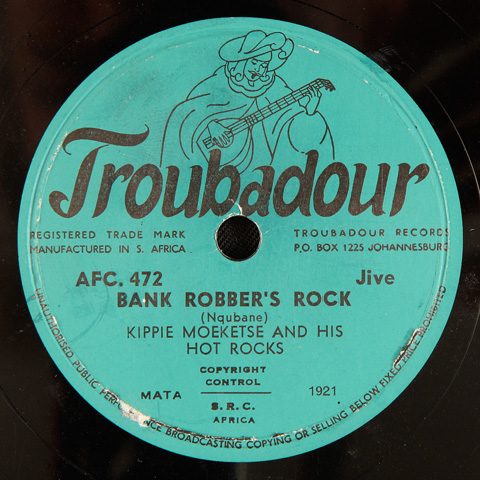 Troubadour
REGISTERED TRADE MARK
MANUFACTURED IN S. AFRICA
TROUBADOUR RECORDS
P.O. BOX 1225 JOHANNESBURG
AFC. 472
Jive
BANK ROBBER'S ROCK
(Nqubane)
KIPPIE MOEKETSE AND HIS
HOT ROCKS
COPYRIGHT
CONTROL
MATA
1921
S.R.C.
AFRICA
UNAUTHORISED PUBLIC BROADCASTING COPYING OR SELLING BELOW FIXED PRICE PROHIBITED